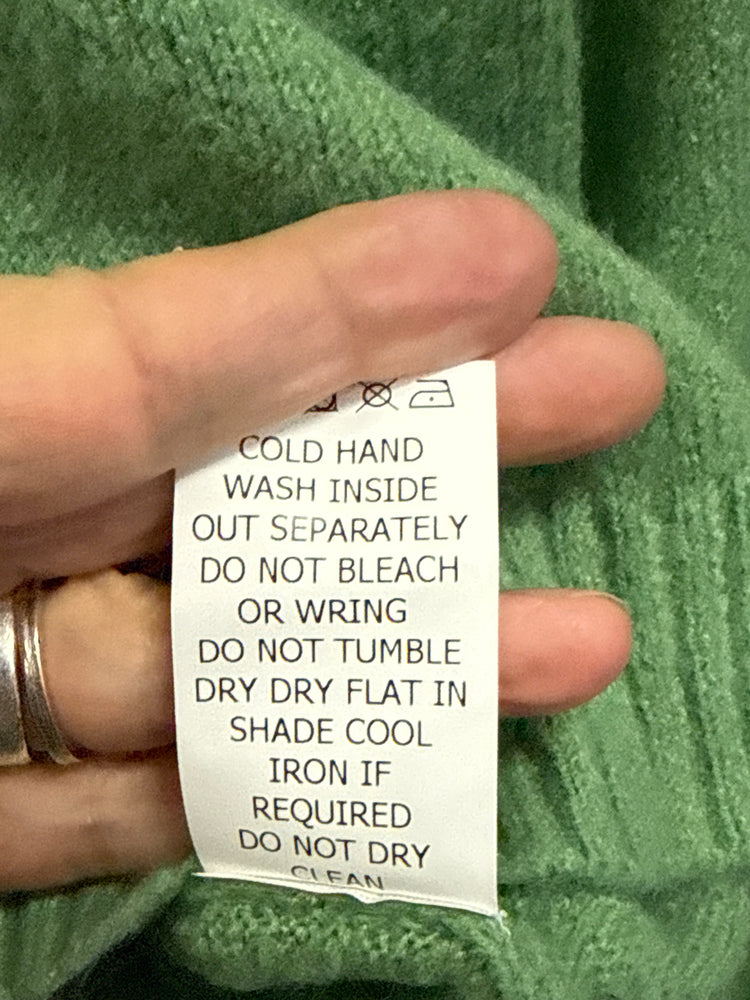 COLD HAND
WASH INSIDE
OUT SEPARATELY
DO NOT BLEACH
OR WRING
DO NOT TUMBLE
DRY DRY FLAT IN
SHADE COOL
IRON IF
REQUIRED
DO NOT DRY
CLEAN